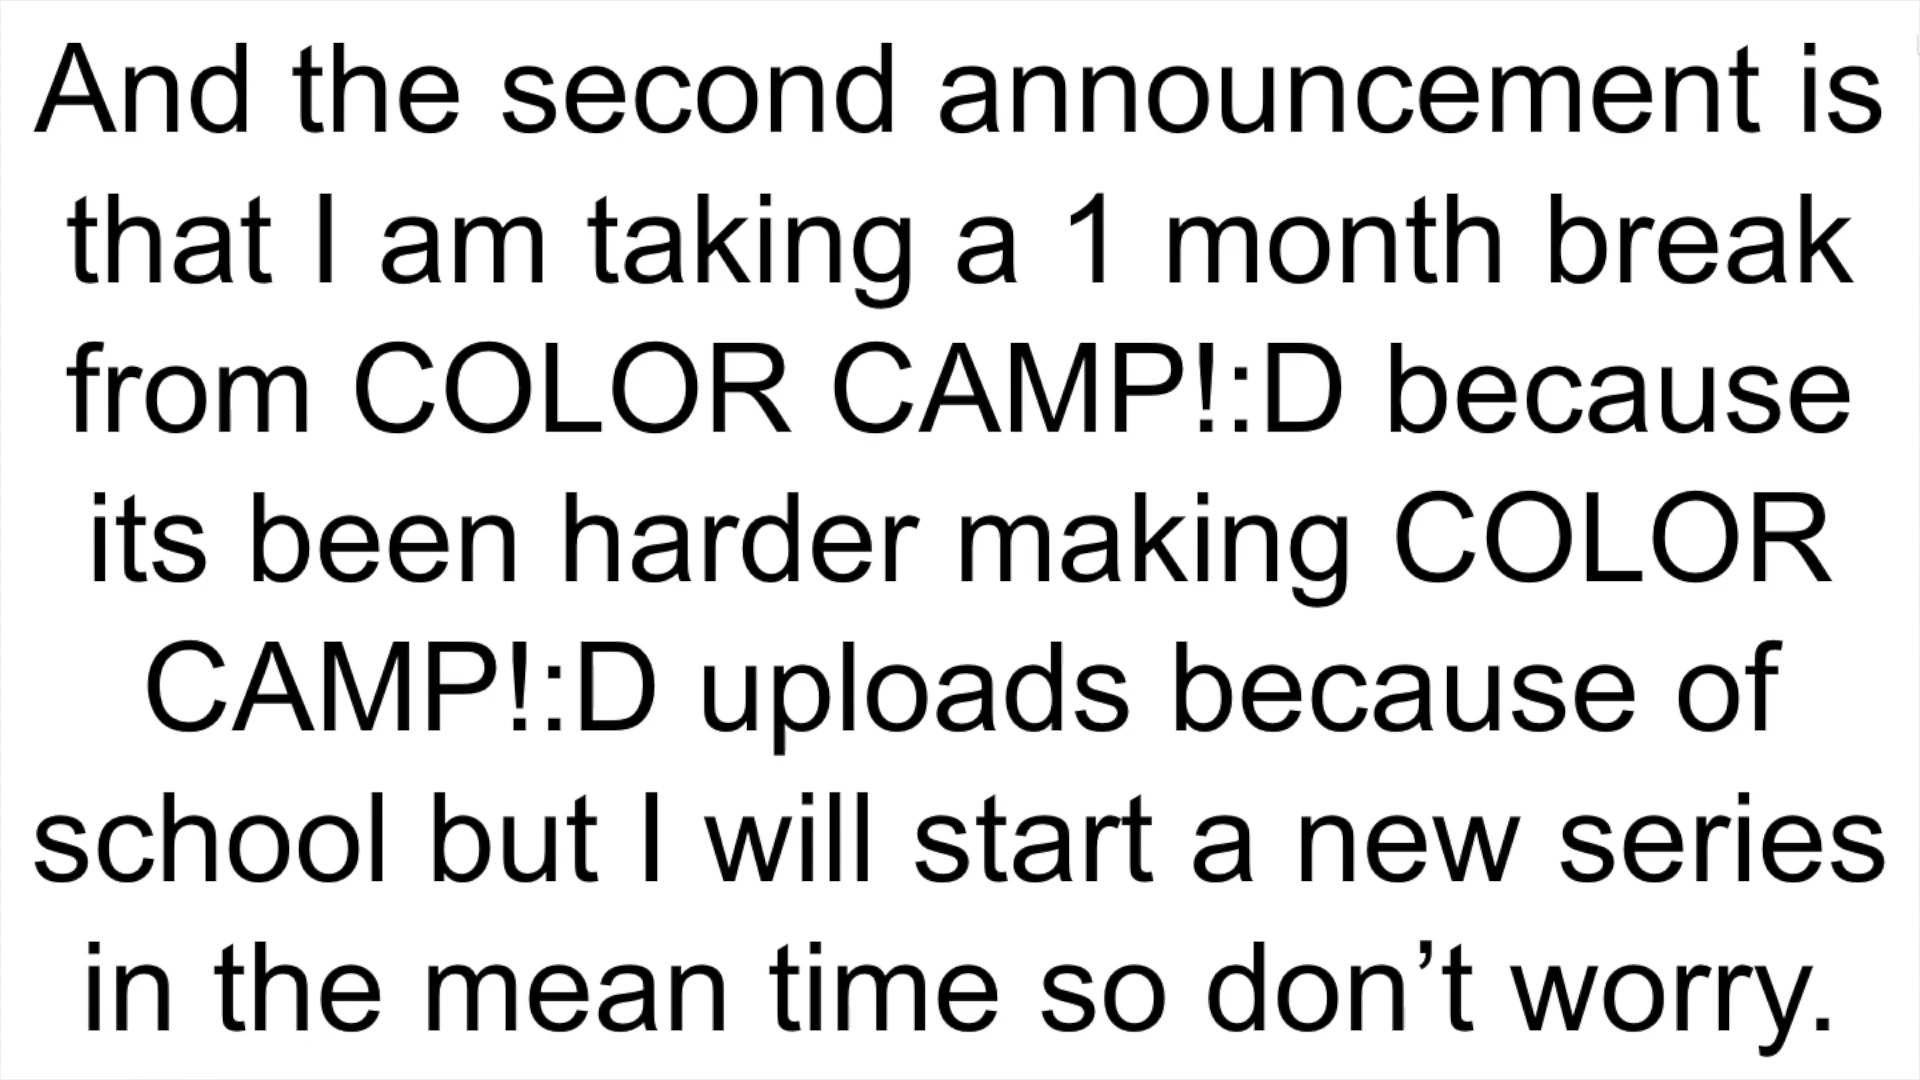 And the second announcement is
that I am taking a 1 month break
from COLOR CAMP!:D because
its been harder making COLOR
CAMP!:D uploads because of
school but I will start a new series
in the mean time so don’t worry.